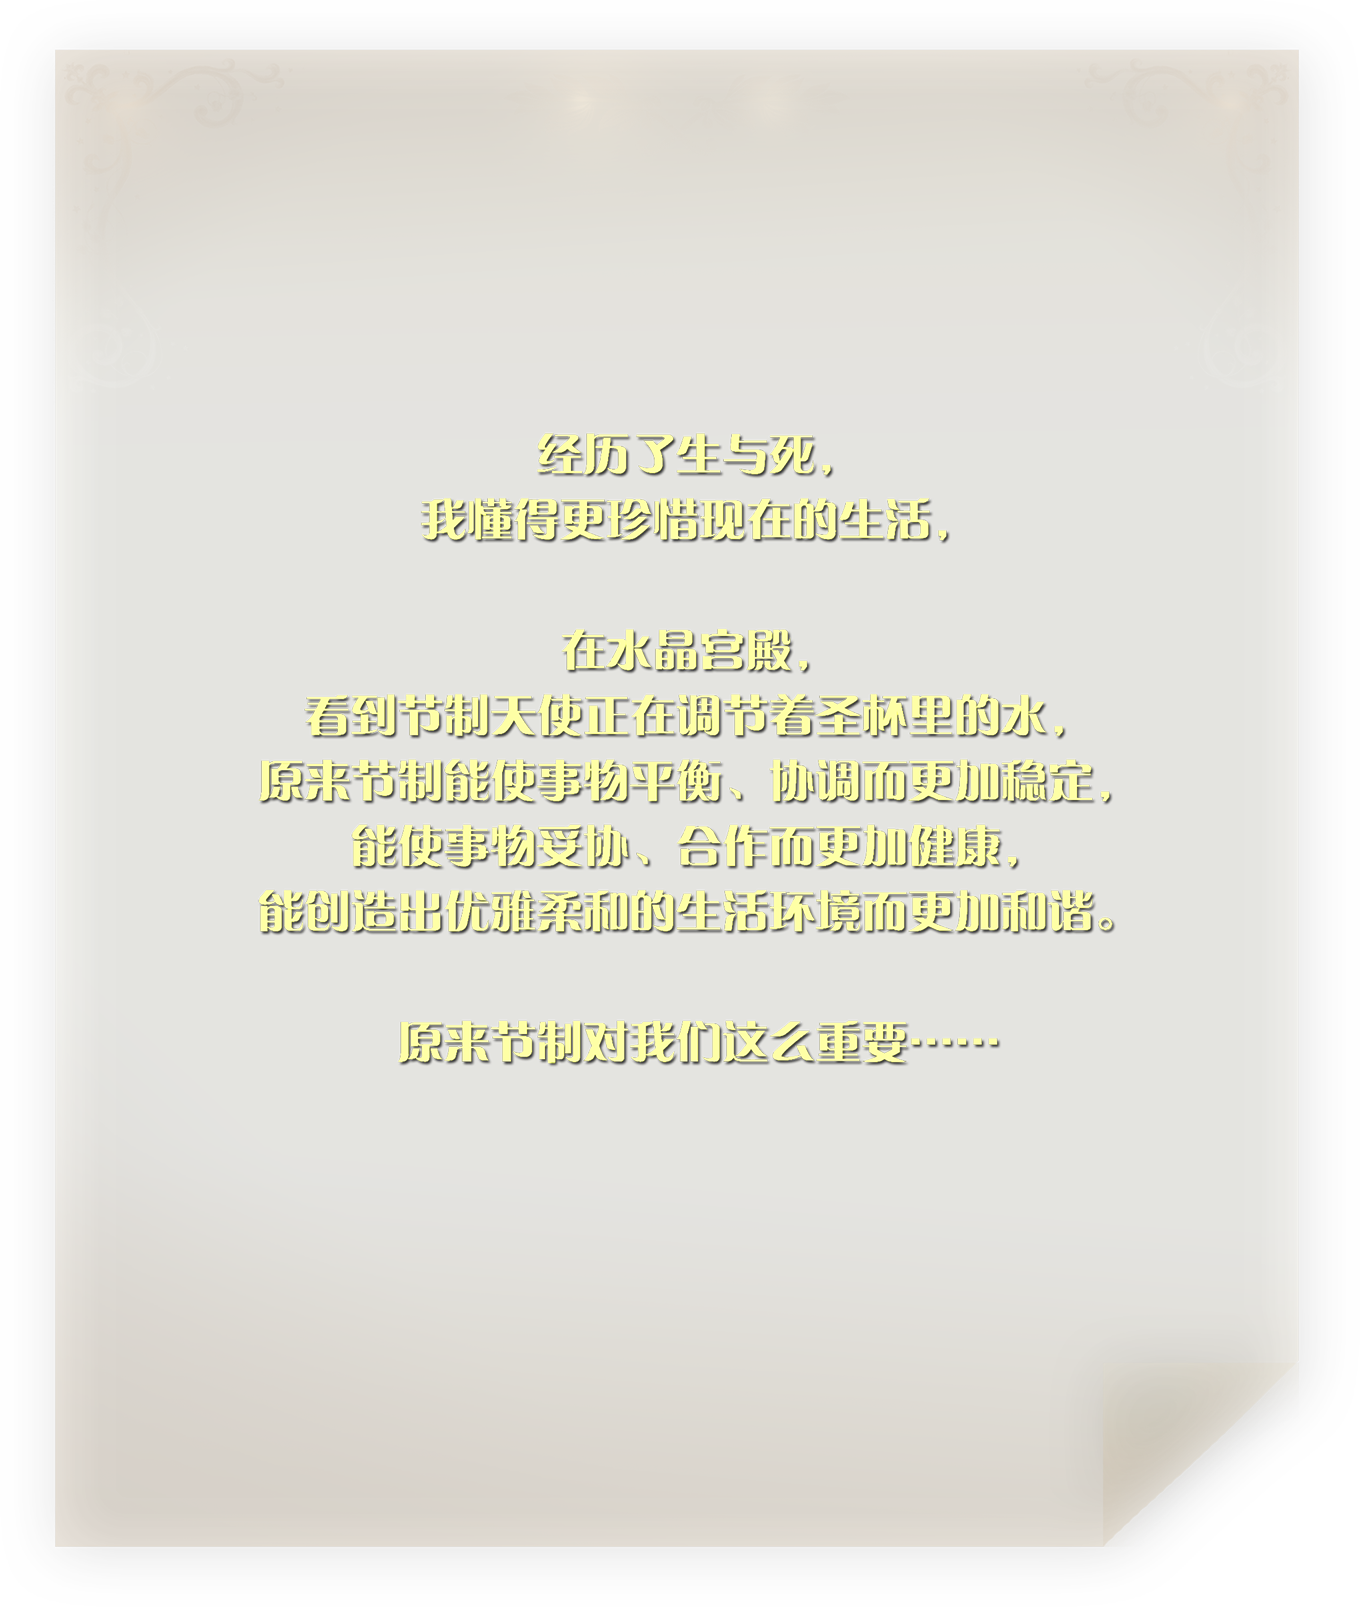 经历了生与死，
我懂得更珍惜现在的生活，
在水晶宫殿，
看到节制天使正在调节着圣杯里的水，
原来节制能使事物平衡、协调而更加稳定，
能使事物妥协、合作而更加健康，
能创造出优雅柔和的生活环境而更加和谐。
原来节制对我们这么重要……